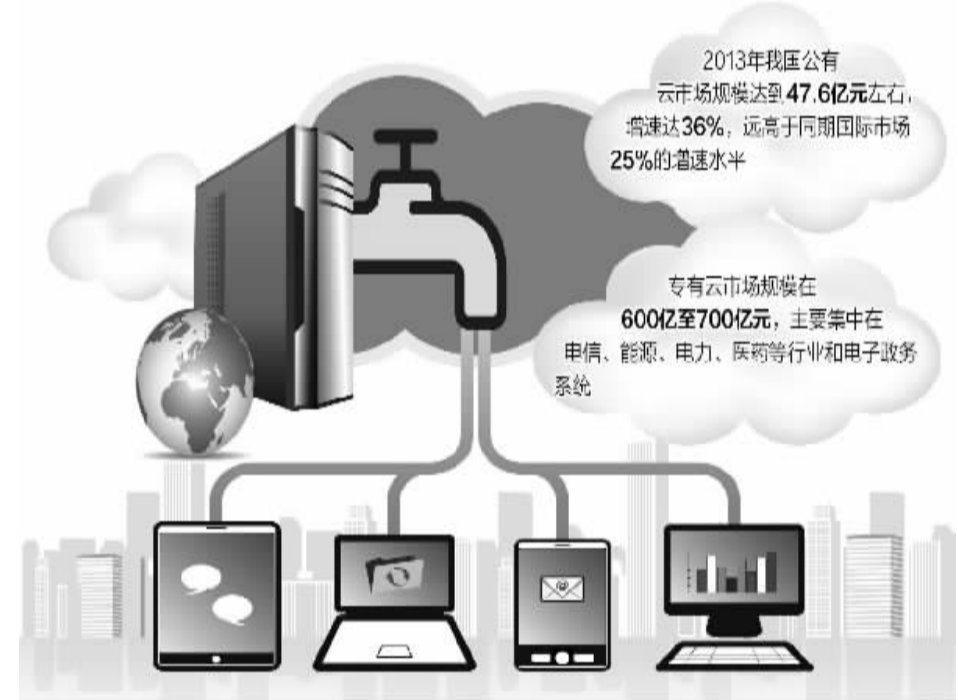 2013年我国公有
云市场规模达到47.6亿元左右，
增速达36%，远高于同期国际市场
25%的增速水平
专有云市场规模在
600亿至700亿元，主要集中在
电信、能源、电力、医药等行业和电子政务
系统
@